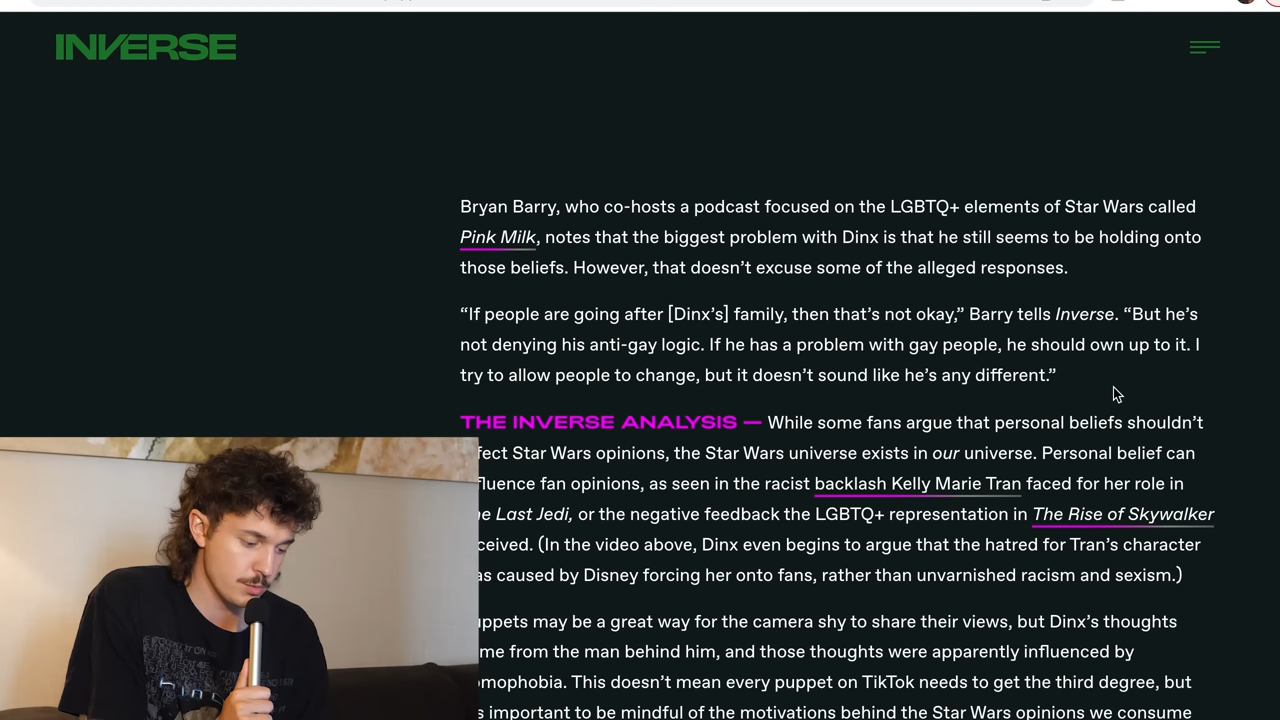 INVERSE
Bryan Barry, who co-hosts a podcast focused on the LGBTQ+ elements of Star Wars called
Pink Milk, notes that the biggest problem with Dinx is that he still seems to be holding onto
those beliefs. However, that doesn’t excuse some of the alleged responses.
“If people are going after [Dinx’s] family, then that’s not okay,” Barry tells Inverse. “But he’s
not denying his anti-gay logic. If he has a problem with gay people, he should own up to it. I
try to allow people to change, but it doesn’t sound like he’s any different.”
THE INVERSE ANALYSIS — While some fans argue that personal beliefs shouldn’t
fect Star Wars opinions, the Star Wars universe exists in our universe. Personal belief can
fluence fan opinions, as seen in the racist backlash Kelly Marie Tran faced for her role in
he Last Jedi, or the negative feedback the LGBTQ+ representation in The Rise of Skywalker
ceived. (In the video above, Dinx even begins to argue that the hatred for Tran’s character
as caused by Disney forcing her onto fans, rather than unvarnished racism and sexism.)
uppets may be a great way for the camera shy to share their views, but Dinx’s thoughts
me from the man behind him, and those thoughts were apparently influenced by
omophobia. This doesn’t mean every puppet on TikTok needs to get the third degree, but
s important to be mindful of the motivations behind the Star Wars opinions we consume